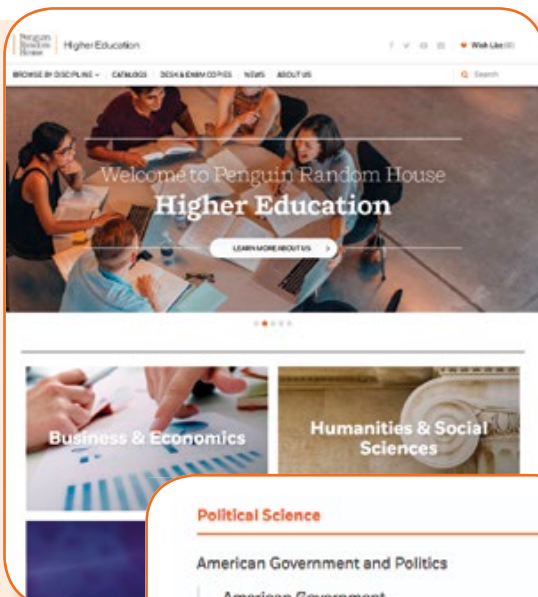 Penguin
Random
House
Higher Education
Wish List (0)
BROWSE BY DISCIPLINE
CATALOGS
DESK & EXAM COPIES
NEWS
ABOUT US
Search
Welcome to Penguin Random House
Higher Education
LEARN MORE ABOUT US
Business & Economics
Humanities & Social
Sciences
Political Science
American Government and Politics
American Government